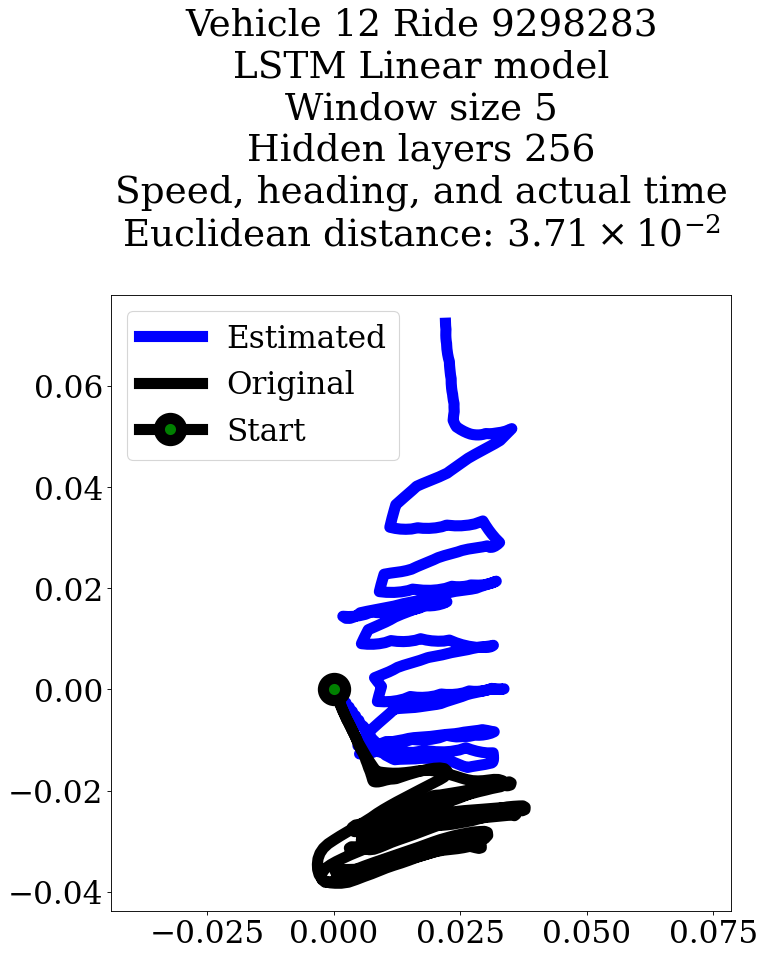 Vehicle 12 Ride 9298283
LSTM Linear model
Window size 5
Hidden layers 256
Speed, heading, and actual time
Euclidean distance: 3.71 × 10⁻²
Estimated
Original
Start
0.06
0.04
0.02
0.00
−0.02
−0.04
−0.025 0.000 0.025 0.050 0.075